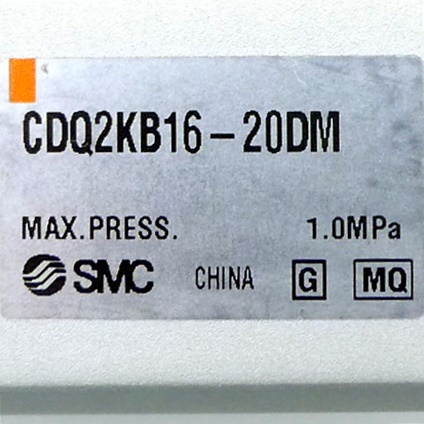 CDQ2KB16-20DM
MAX.PRESS. 1.0MPa
SMC CHINA G MQ